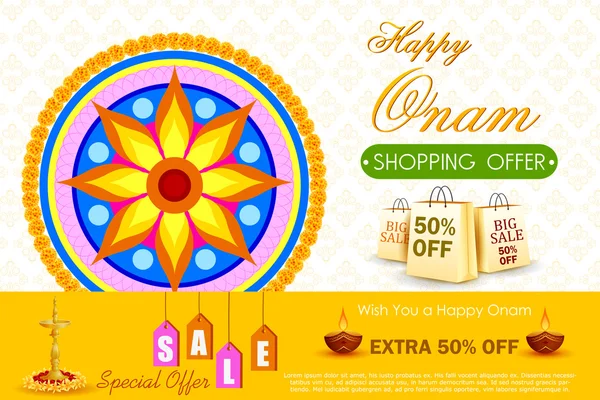 Happy
Onam
•SHOPPING OFFER•
BIG
SALE
50%
OFF
BIG
SALE
50%
OFF
SALE
Special Offer
Wish You a Happy Onam
EXTRA 50% OFF